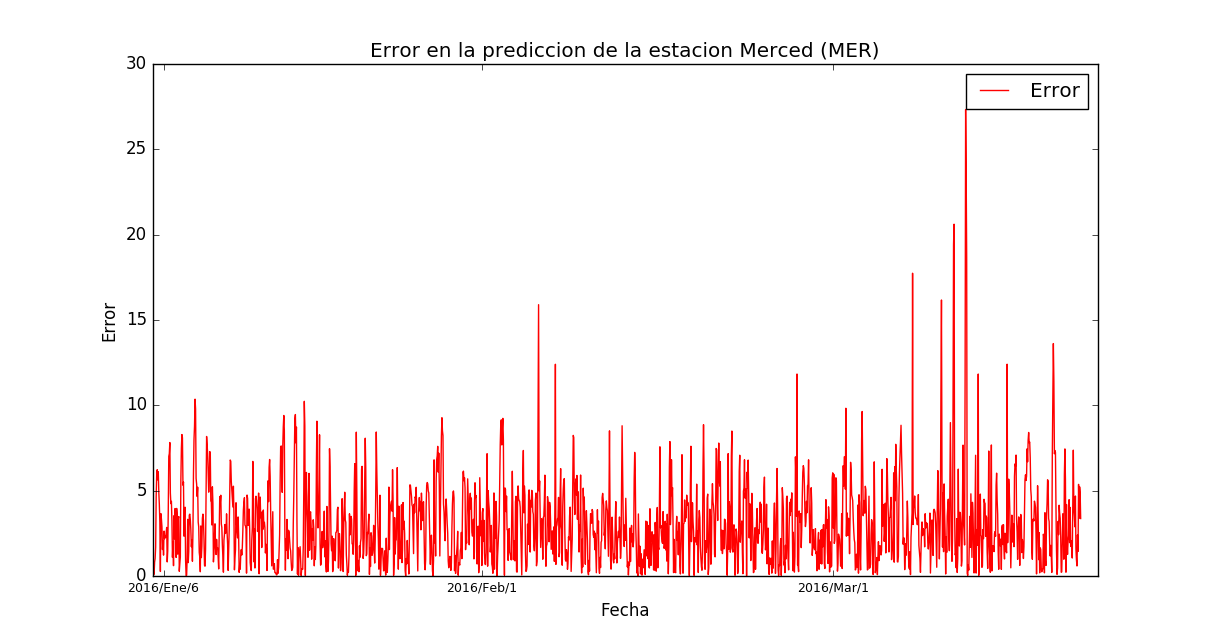 Error en la prediccion de la estacion Merced (MER)
30
25
20
15
10
5
0
Error
Error
2016/Ene/6
2016/Feb/1
2016/Mar/1
Fecha